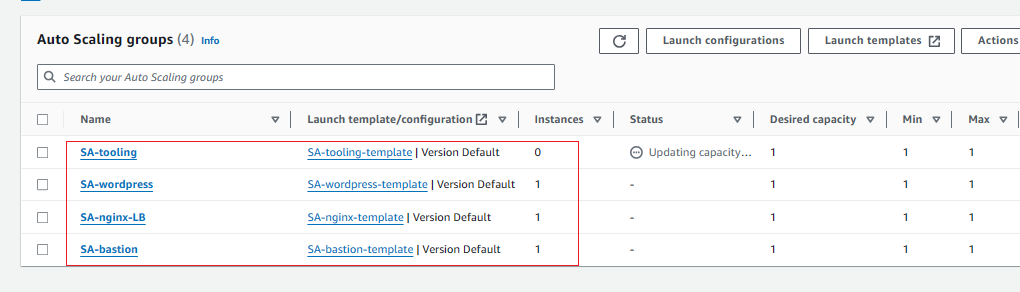 Auto Scaling groups (4) Info
Launch configurations
Launch templates
Actions
Search your Auto Scaling groups
Name Launch template/configuration Instances Status Desired capacity Min Max
SA-tooling SA-tooling-template | Version Default 0 Updating capacity... 1 1 1
SA-wordpress SA-wordpress-template | Version Default 1 - 1 1 1
SA-nginx-LB SA-nginx-template | Version Default 1 - 1 1 1
SA-bastion SA-bastion-template | Version Default 1 - 1 1 1